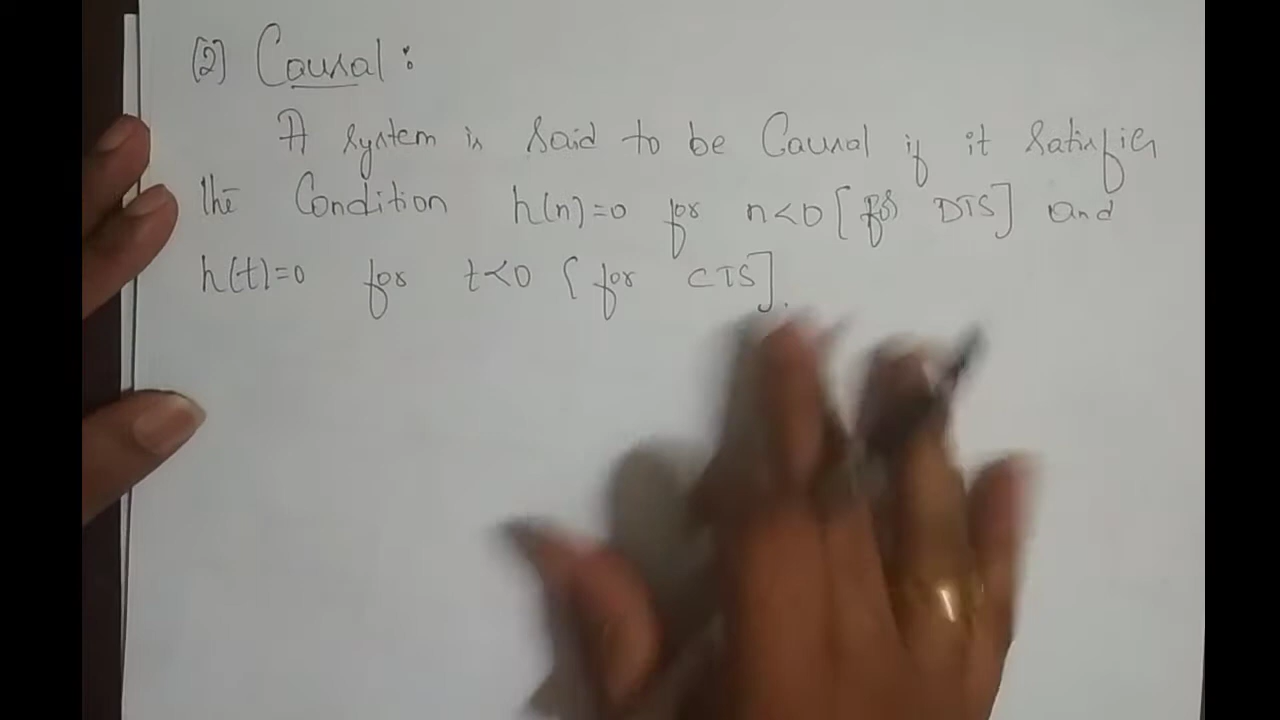 (2) Causal :
A system is said to be Causal if it satisfies
the Condition h(n)=0 for n<0 [for DTS] and
h(t)=0 for t<0 [for CTS].